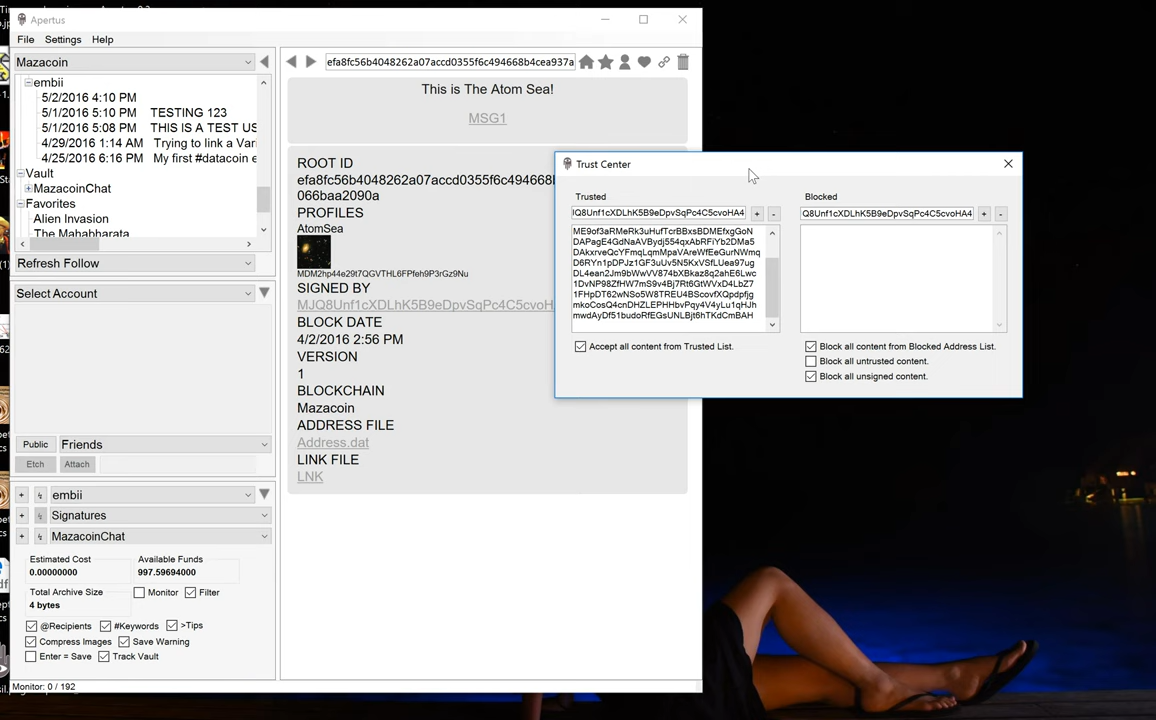 Apertus
File Settings Help
Mazacoin
embii
5/2/2016 4:10 PM
5/1/2016 5:10 PM TESTING 123
5/1/2016 5:08 PM THIS IS A TEST US
4/29/2016 1:14 AM Trying to link a Var
4/25/2016 6:16 PM My first #datacoin e
Vault
MazacoinChat
Favorites
Alien Invasion
The Mahabharata
Refresh Follow
Select Account
Public Friends
Etch Attach
embii
Signatures
MazacoinChat
Estimated Cost
0.00000000
Available Funds
997.59694000
Total Archive Size
4 bytes
Monitor Filter
@Recipients #Keywords >Tips
Compress Images Save Warning
Enter = Save Track Vault
Monitor: 0 / 192
efa8fc56b4048262a07accd0355f6c494668b4cea937a
This is The Atom Sea!
MSG1
ROOT ID
efa8fc56b4048262a07accd0355f6c494668b
066baa2090a
PROFILES
AtomSea
MDM2hp44e29t7QGVTHL6FPfeh9P3rGz9Nu
SIGNED BY
MJQ8Unf1cXDLhK5B9eDpvSqPc4C5cvoH
BLOCK DATE
4/2/2016 2:56 PM
VERSION
1
BLOCKCHAIN
Mazacoin
ADDRESS FILE
Address.dat
LINK FILE
LNK
Trust Center
Trusted
IQ8Unf1cXDLhK5B9eDpvSqPc4C5cvoHA4 + -
ME9of3aRMeRk3uHufTcrBBxsBDMEfxgGoN
DAPagE4GdNaAVBydj554qxAbRFiYb2DMa5
DAkxrveQcYFmqLqmMpaVAreWfEeGurNWmq
D6RYn1pDPJz1GF3uUv5N5KxVSfLUea97ug
DL4ean2Jm9bWwVV874bXBkaz8q2ahE6Lwc
1DvNP98ZfHW7mS9v4Bj7Rt6GtWVxD4LbZ7
1FHpDT62wNSo5W8TREU4BScovfXQpdpfjg
mkoCosQ4cnDHZLEPHHbvPqy4V4yLu1qHJh
mwdAyDf51budoRfEGsUNLBjt6hTKdCmBAH
Accept all content from Trusted List.
Blocked
Q8Unf1cXDLhK5B9eDpvSqPc4C5cvoHA4 + -
Block all content from Blocked Address List.
Block all untrusted content.
Block all unsigned content.